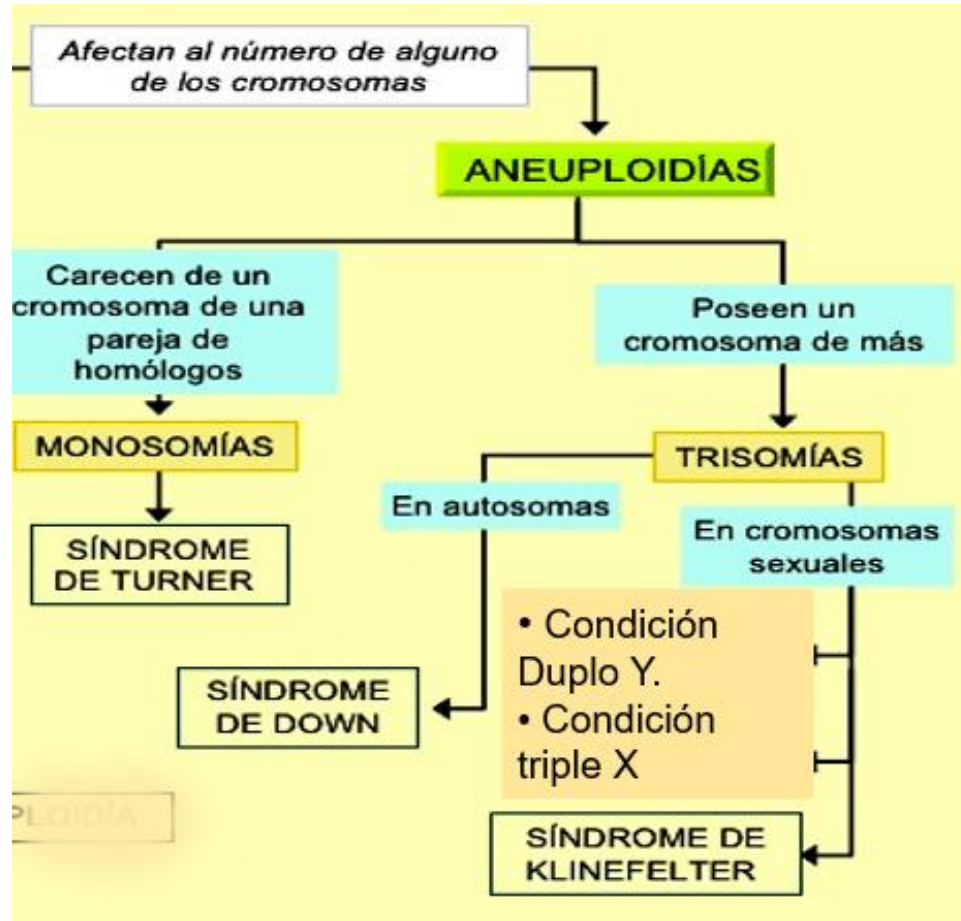 Afectan al número de alguno
de los cromosomas
ANEUPLOIDÍAS
Carecen de un
cromosoma de una
pareja de
homólogos
Poseen un
cromosoma de más
MONOSOMÍAS
TRISOMÍAS
En autosomas
En cromosomas
sexuales
SÍNDROME
DE TURNER
• Condición
Duplo Y.
• Condición
triple X
SÍNDROME
DE DOWN
PLOIDÍA
SÍNDROME DE
KLINEFELTER